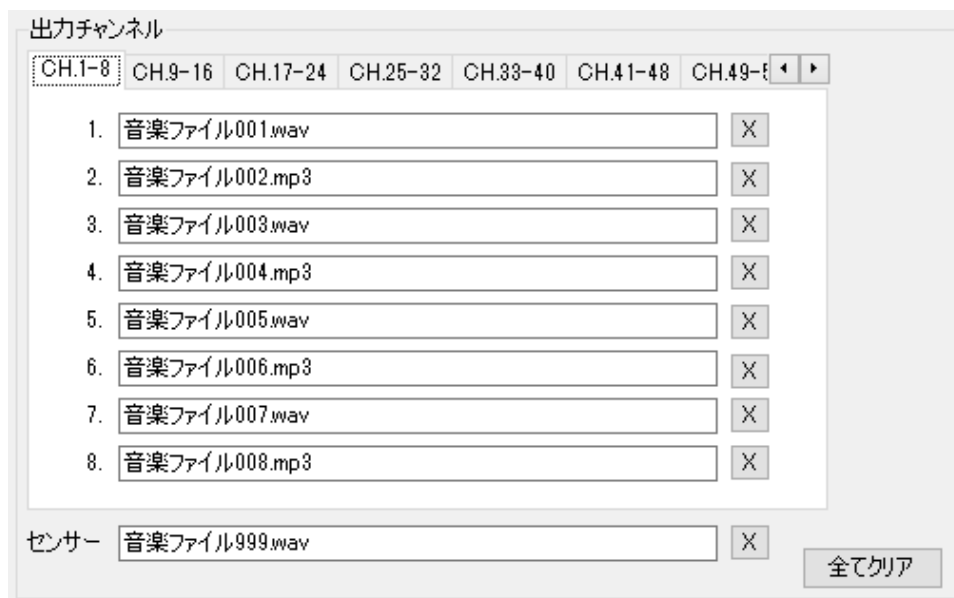 出力チャンネル
CH.1-8 CH.9-16 CH.17-24 CH.25-32 CH.33-40 CH.41-48 CH.49-
1. 音楽ファイル001.wav X
2. 音楽ファイル002.mp3 X
3. 音楽ファイル003.wav X
4. 音楽ファイル004.mp3 X
5. 音楽ファイル005.wav X
6. 音楽ファイル006.mp3 X
7. 音楽ファイル007.wav X
8. 音楽ファイル008.mp3 X
センサー 音楽ファイル999.wav X
全てクリア